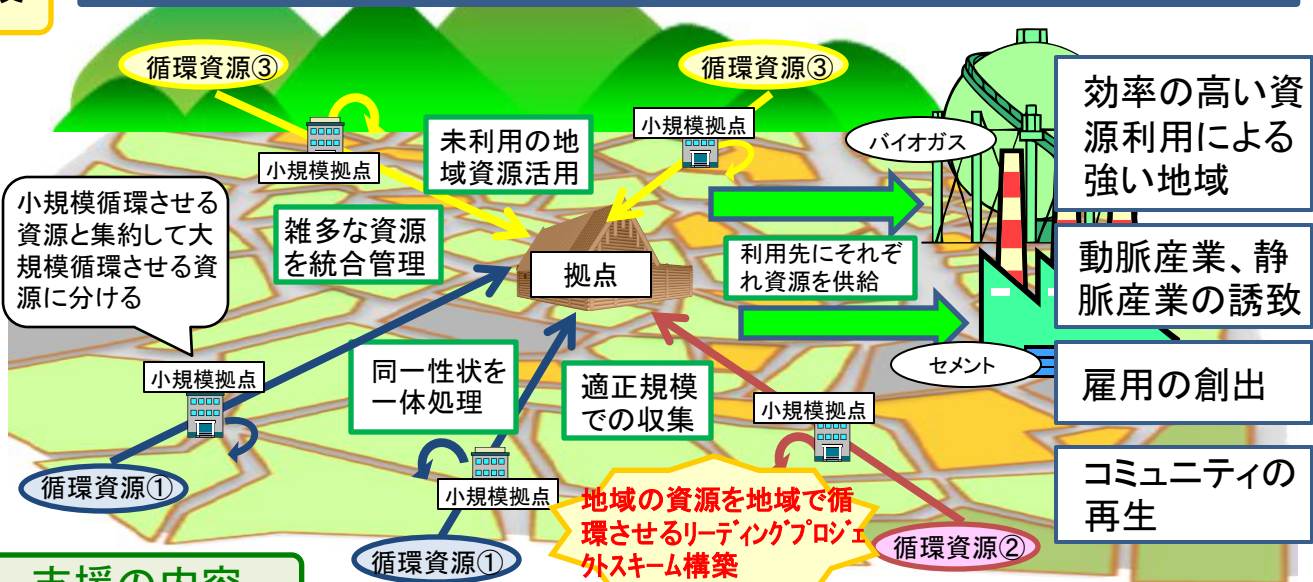 循環資源③
循環資源③
小規模拠点
小規模拠点
未利用の地
域資源活用
バイオガス
効率の高い資
源利用による
強い地域
小規模循環させる
資源と集約して大
規模循環させる資
源に分ける
雑多な資源
を統合管理
拠点
利用先にそれぞ
れ資源を供給
動脈産業、静
脈産業の誘致
セメント
小規模拠点
同一性状を
一体処理
適正規模
での収集
小規模拠点
雇用の創出
循環資源①
小規模拠点
地域の資源を地域で循
環させるﾘｰﾃﾞｨﾝｸﾞﾌﾟﾛｼﾞｪ
ｸﾄスキーム構築
コミュニティの
再生
循環資源①
循環資源②
支援の内容